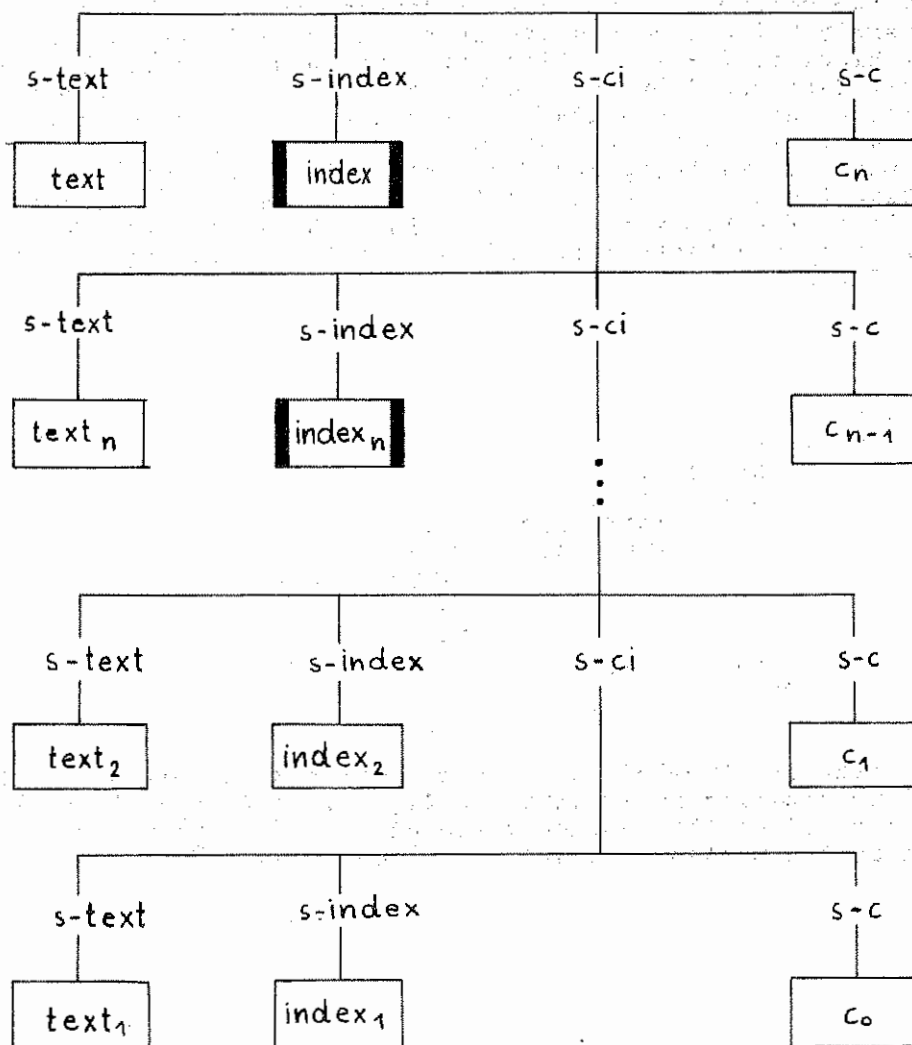 s-text s-index s-ci s-c
text index cn
s-text s-index s-ci s-c
textn indexn cn-1
s-text s-index s-ci s-c
text2 index2 c1
s-text s-index s-c
text1 index1 c0